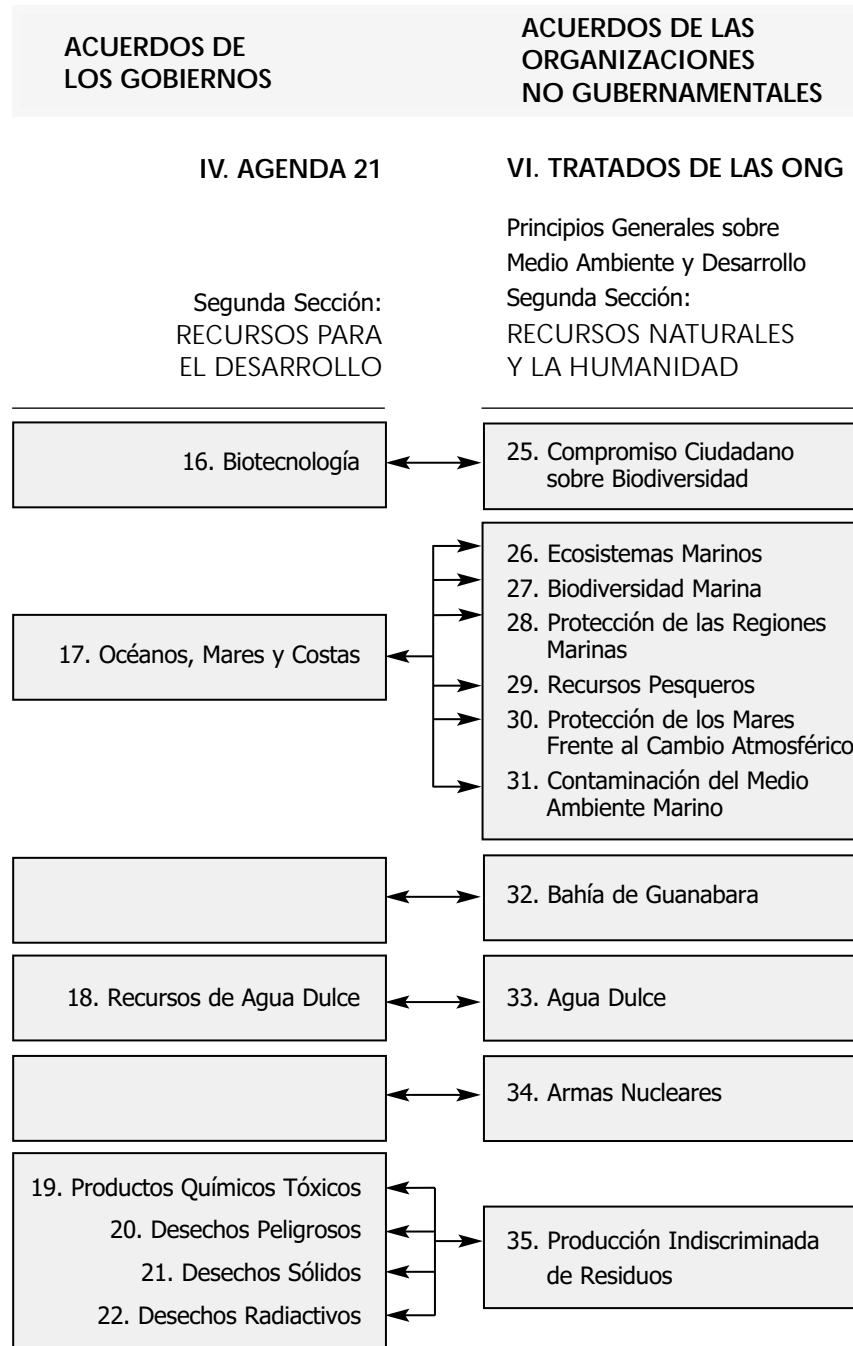 ACUERDOS DE
LOS GOBIERNOS
ACUERDOS DE LAS
ORGANIZACIONES
NO GUBERNAMENTALES
IV. AGENDA 21
Segunda Sección:
RECURSOS PARA
EL DESARROLLO
VI. TRATADOS DE LAS ONG
Principios Generales sobre
Medio Ambiente y Desarrollo
Segunda Sección:
RECURSOS NATURALES
Y LA HUMANIDAD
16. Biotecnología
25. Compromiso Ciudadano
sobre Biodiversidad
17. Océanos, Mares y Costas
26. Ecosistemas Marinos
27. Biodiversidad Marina
28. Protección de las Regiones
Marinas
29. Recursos Pesqueros
30. Protección de los Mares
Frente al Cambio Atmosférico
31. Contaminación del Medio
Ambiente Marino
32. Bahía de Guanabara
18. Recursos de Agua Dulce
33. Agua Dulce
34. Armas Nucleares
19. Productos Químicos Tóxicos
20. Desechos Peligrosos
21. Desechos Sólidos
22. Desechos Radiactivos
35. Producción Indiscriminada
de Residuos